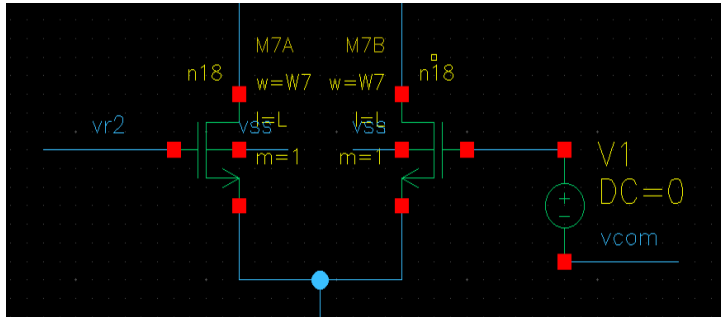 M7A
M7B
n18
w=W7
w=W7
n18
l=L
l=L
vr2
vss
vss
m=1
m=1
V1
DC=0
vcom